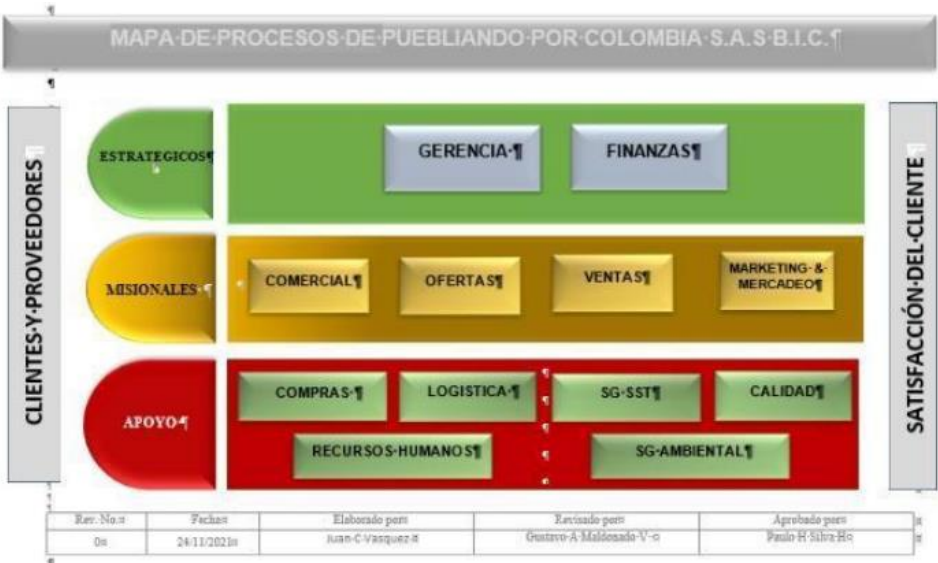 MAPA·DE·PROCESOS·DE·PUEBLIANDO·POR·COLOMBIA·S.A.S·B.I.C.¶
CLIENTES·Y·PROVEEDORES
ESTRATEGICOS¶
GERENCIA·¶
FINANZAS¶
MISIONALES·¶
COMERCIAL¶
OFERTAS¶
VENTAS¶
MARKETING·&·
MERCADEO¶
APOYO·¶
COMPRAS·¶
LOGISTICA·¶
SG·SST¶
CALIDAD¶
RECURSOS·HUMANOS¶
SG·AMBIENTAL¶
SATISFACCIÓN·DEL·CLIENTE
Rev.·No.¤ Fecha¤ Elaborado·por¤ Revisado·por¤ Aprobado·por¤
0¤ 24/11/2021¤ Juan·C·Vasquez·¤ Gustavo·A·Maldonado·V·¤ Paulo·H·Silva·H¤